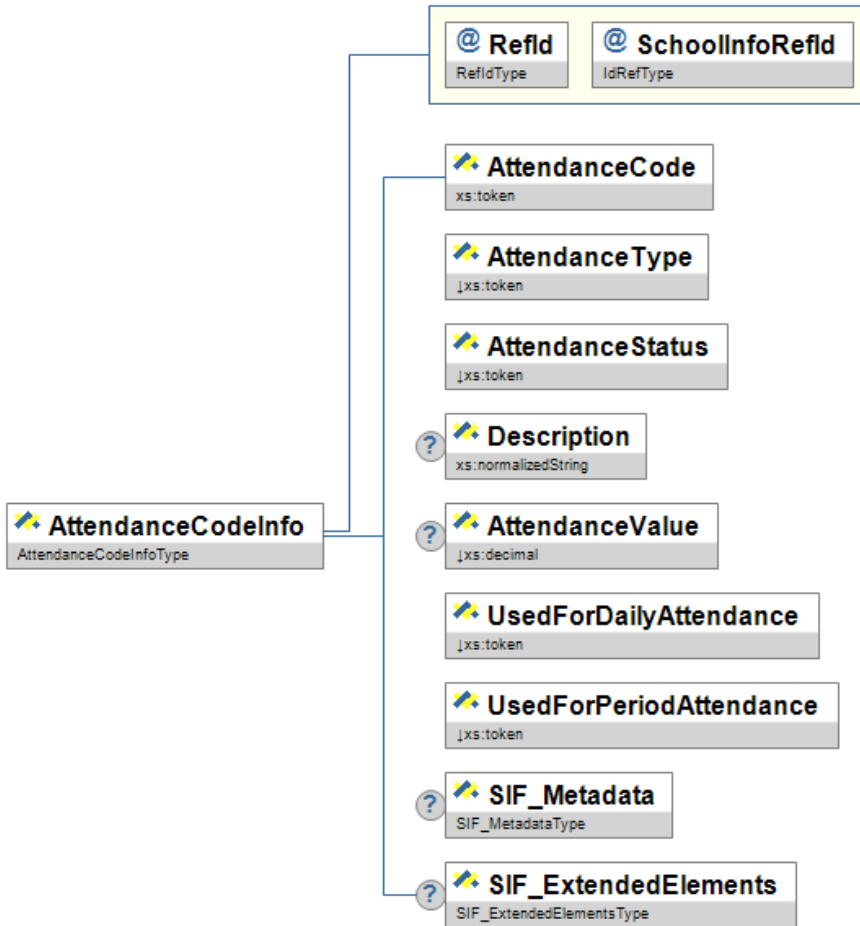 @ RefId
RefIdType
@ SchoolInfoRefId
IdRefType
AttendanceCode
xs:token
AttendanceType
↓xs:token
AttendanceStatus
↓xs:token
? Description
xs:normalizedString
AttendanceCodeInfo
AttendanceCodeInfoType
? AttendanceValue
↓xs:decimal
UsedForDailyAttendance
↓xs:token
UsedForPeriodAttendance
↓xs:token
? SIF_Metadata
SIF_MetadataType
? SIF_ExtendedElements
SIF_ExtendedElementsType